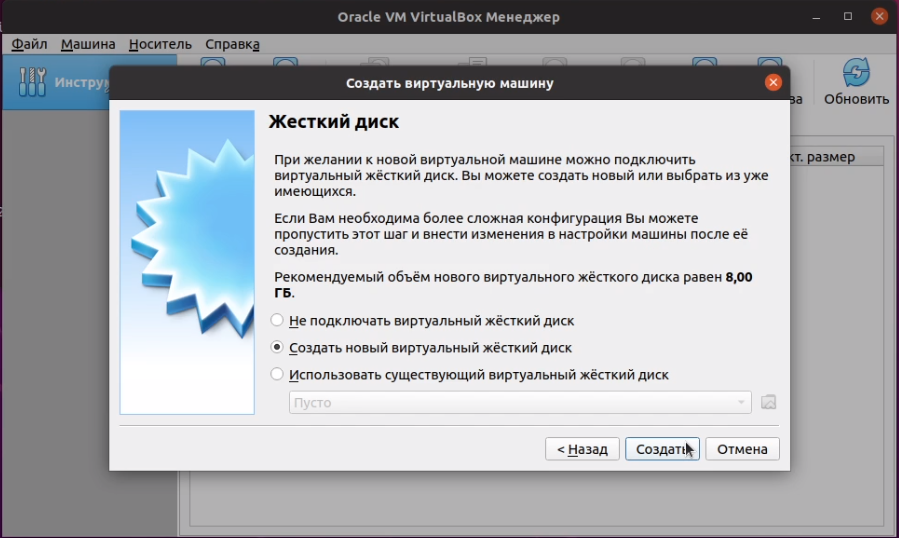 Oracle VM VirtualBox Менеджер
Файл Машина Носитель Справка
Обновить
Создать виртуальную машину
Жесткий диск
При желании к новой виртуальной машине можно подключить
виртуальный жёсткий диск. Вы можете создать новый или выбрать из уже
имеющихся.
Если Вам необходима более сложная конфигурация Вы можете
пропустить этот шаг и внести изменения в настройки машины после её
создания.
Рекомендуемый объём нового виртуального жёсткого диска равен 8,00
ГБ.
Не подключать виртуальный жёсткий диск
Создать новый виртуальный жёсткий диск
Использовать существующий виртуальный жёсткий диск
Пусто
< Назад Создать Отмена
размер